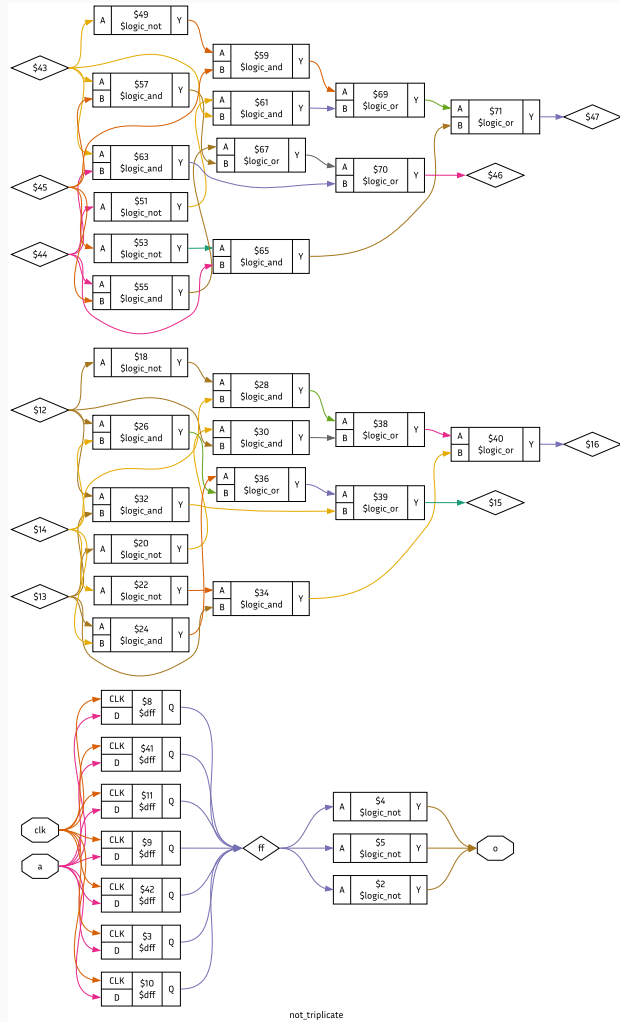 $49
A $logic_not Y
$43
$59
A $logic_and Y
B
$57
A $logic_and Y
B
$61
A $logic_and Y
B
$69
A $logic_or Y
B
$71
A $logic_or Y
B
$47
$67
A $logic_or Y
B
$63
A $logic_and Y
B
$70
A $logic_or Y
B
$46
$45
$51
A $logic_not Y
$44
$53
A $logic_not Y
$65
A $logic_and Y
B
$55
A $logic_and Y
B
$18
A $logic_not Y
$12
$28
A $logic_and Y
B
$26
A $logic_and Y
B
$30
A $logic_and Y
B
$38
A $logic_or Y
B
$40
A $logic_or Y
B
$16
$36
A $logic_or Y
B
$32
A $logic_and Y
B
$39
A $logic_or Y
B
$15
$14
$20
A $logic_not Y
$13
$22
A $logic_not Y
$34
A $logic_and Y
B
$24
A $logic_and Y
B
CLK $8 Q
D $dff
CLK $41 Q
D $dff
CLK $11 Q
D $dff
clk
a
CLK $9 Q
D $dff
CLK $42 Q
D $dff
CLK $3 Q
D $dff
CLK $10 Q
D $dff
ff
$4
A $logic_not Y
$5
A $logic_not Y
$2
A $logic_not Y
o
not_triplicate